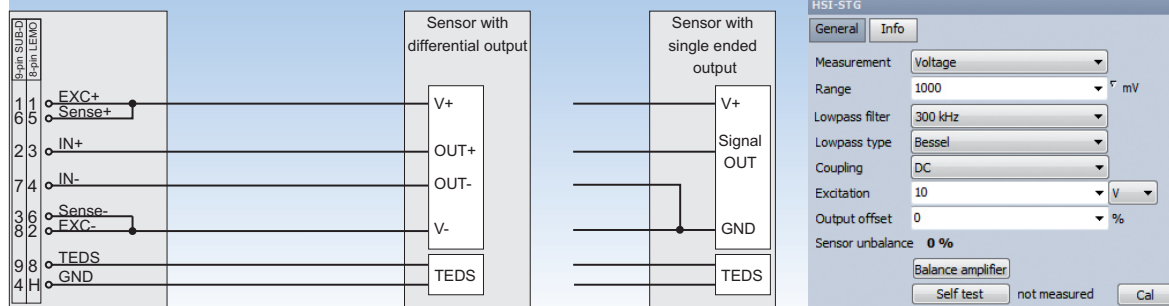 9-pin SUB-D
8-pin LEMO
1 1 EXC+
6 5 Sense+
2 3 IN+
7 4 IN-
3 6 Sense-
8 2 EXC-
9 8 TEDS
4 H GND
Sensor with
differential output
V+
OUT+
OUT-
V-
TEDS
Sensor with
single ended
output
V+
Signal
OUT
GND
TEDS
HSI-STG
General Info
Measurement Voltage
Range 1000 mV
Lowpass filter 300 kHz
Lowpass type Bessel
Coupling DC
Excitation 10 V
Output offset 0 %
Sensor unbalance 0 %
Balance amplifier
Self test not measured Cal